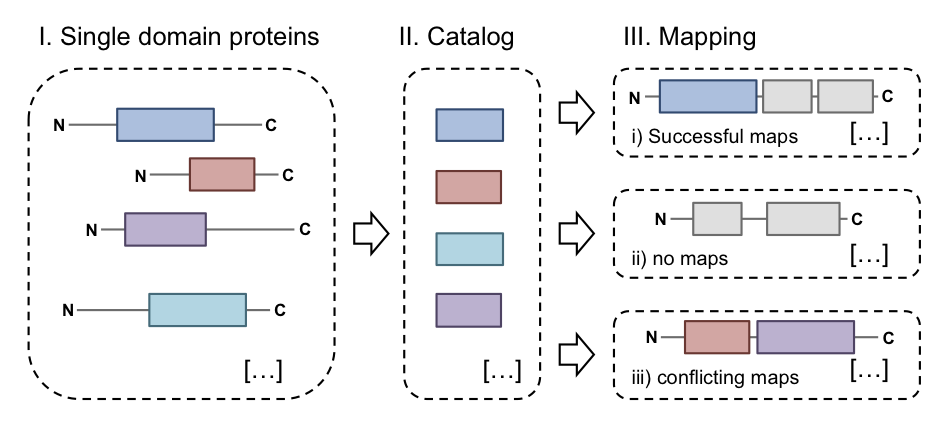 I. Single domain proteins
II. Catalog
III. Mapping
N C
N C
N C
N C
[...]
[...]
N C
i) Successful maps [...]
N C
ii) no maps [...]
N C
iii) conflicting maps [...]